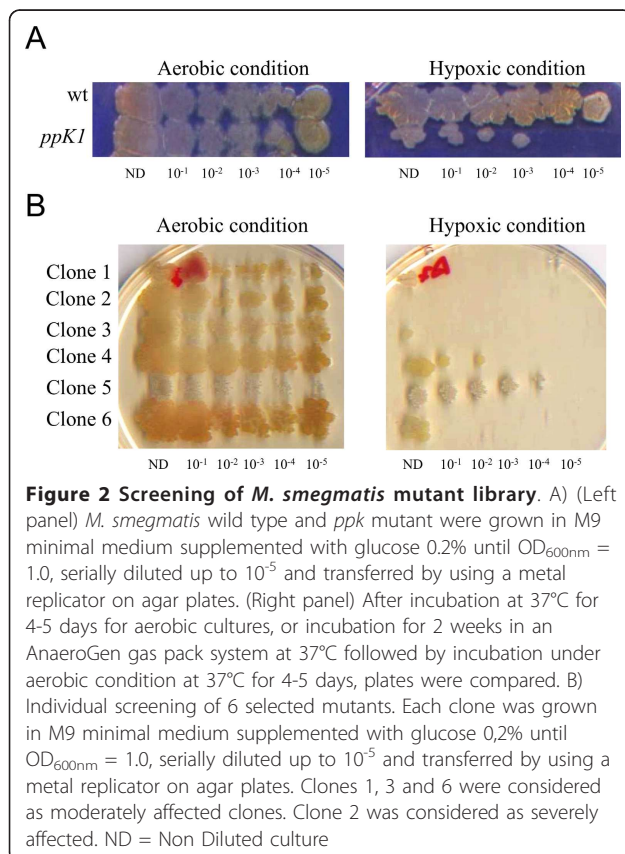 A
Aerobic condition Hypoxic condition
wt
ppK1
ND 10-1 10-2 10-3 10-4 10-5 ND 10-1 10-2 10-3 10-4 10-5
B
Aerobic condition Hypoxic condition
Clone 1
Clone 2
Clone 3
Clone 4
Clone 5
Clone 6
ND 10-1 10-2 10-3 10-4 10-5 ND 10-1 10-2 10-3 10-4 10-5
Figure 2 Screening of M. smegmatis mutant library. A) (Left
panel) M. smegmatis wild type and ppk mutant were grown in M9
minimal medium supplemented with glucose 0.2% until OD600nm =
1.0, serially diluted up to 10-5 and transferred by using a metal
replicator on agar plates. (Right panel) After incubation at 37°C for
4-5 days for aerobic cultures, or incubation for 2 weeks in an
AnaeroGen gas pack system at 37°C followed by incubation under
aerobic condition at 37°C for 4-5 days, plates were compared. B)
Individual screening of 6 selected mutants. Each clone was grown
in M9 minimal medium supplemented with glucose 0,2% until
OD600nm = 1.0, serially diluted up to 10-5 and transferred by using a
metal replicator on agar plates. Clones 1, 3 and 6 were considered
as moderately affected clones. Clone 2 was considered as severely
affected. ND = Non Diluted culture